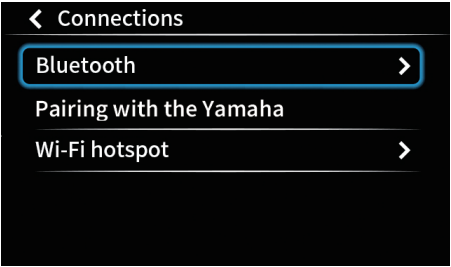 Connections
Bluetooth
Pairing with the Yamaha
Wi-Fi hotspot